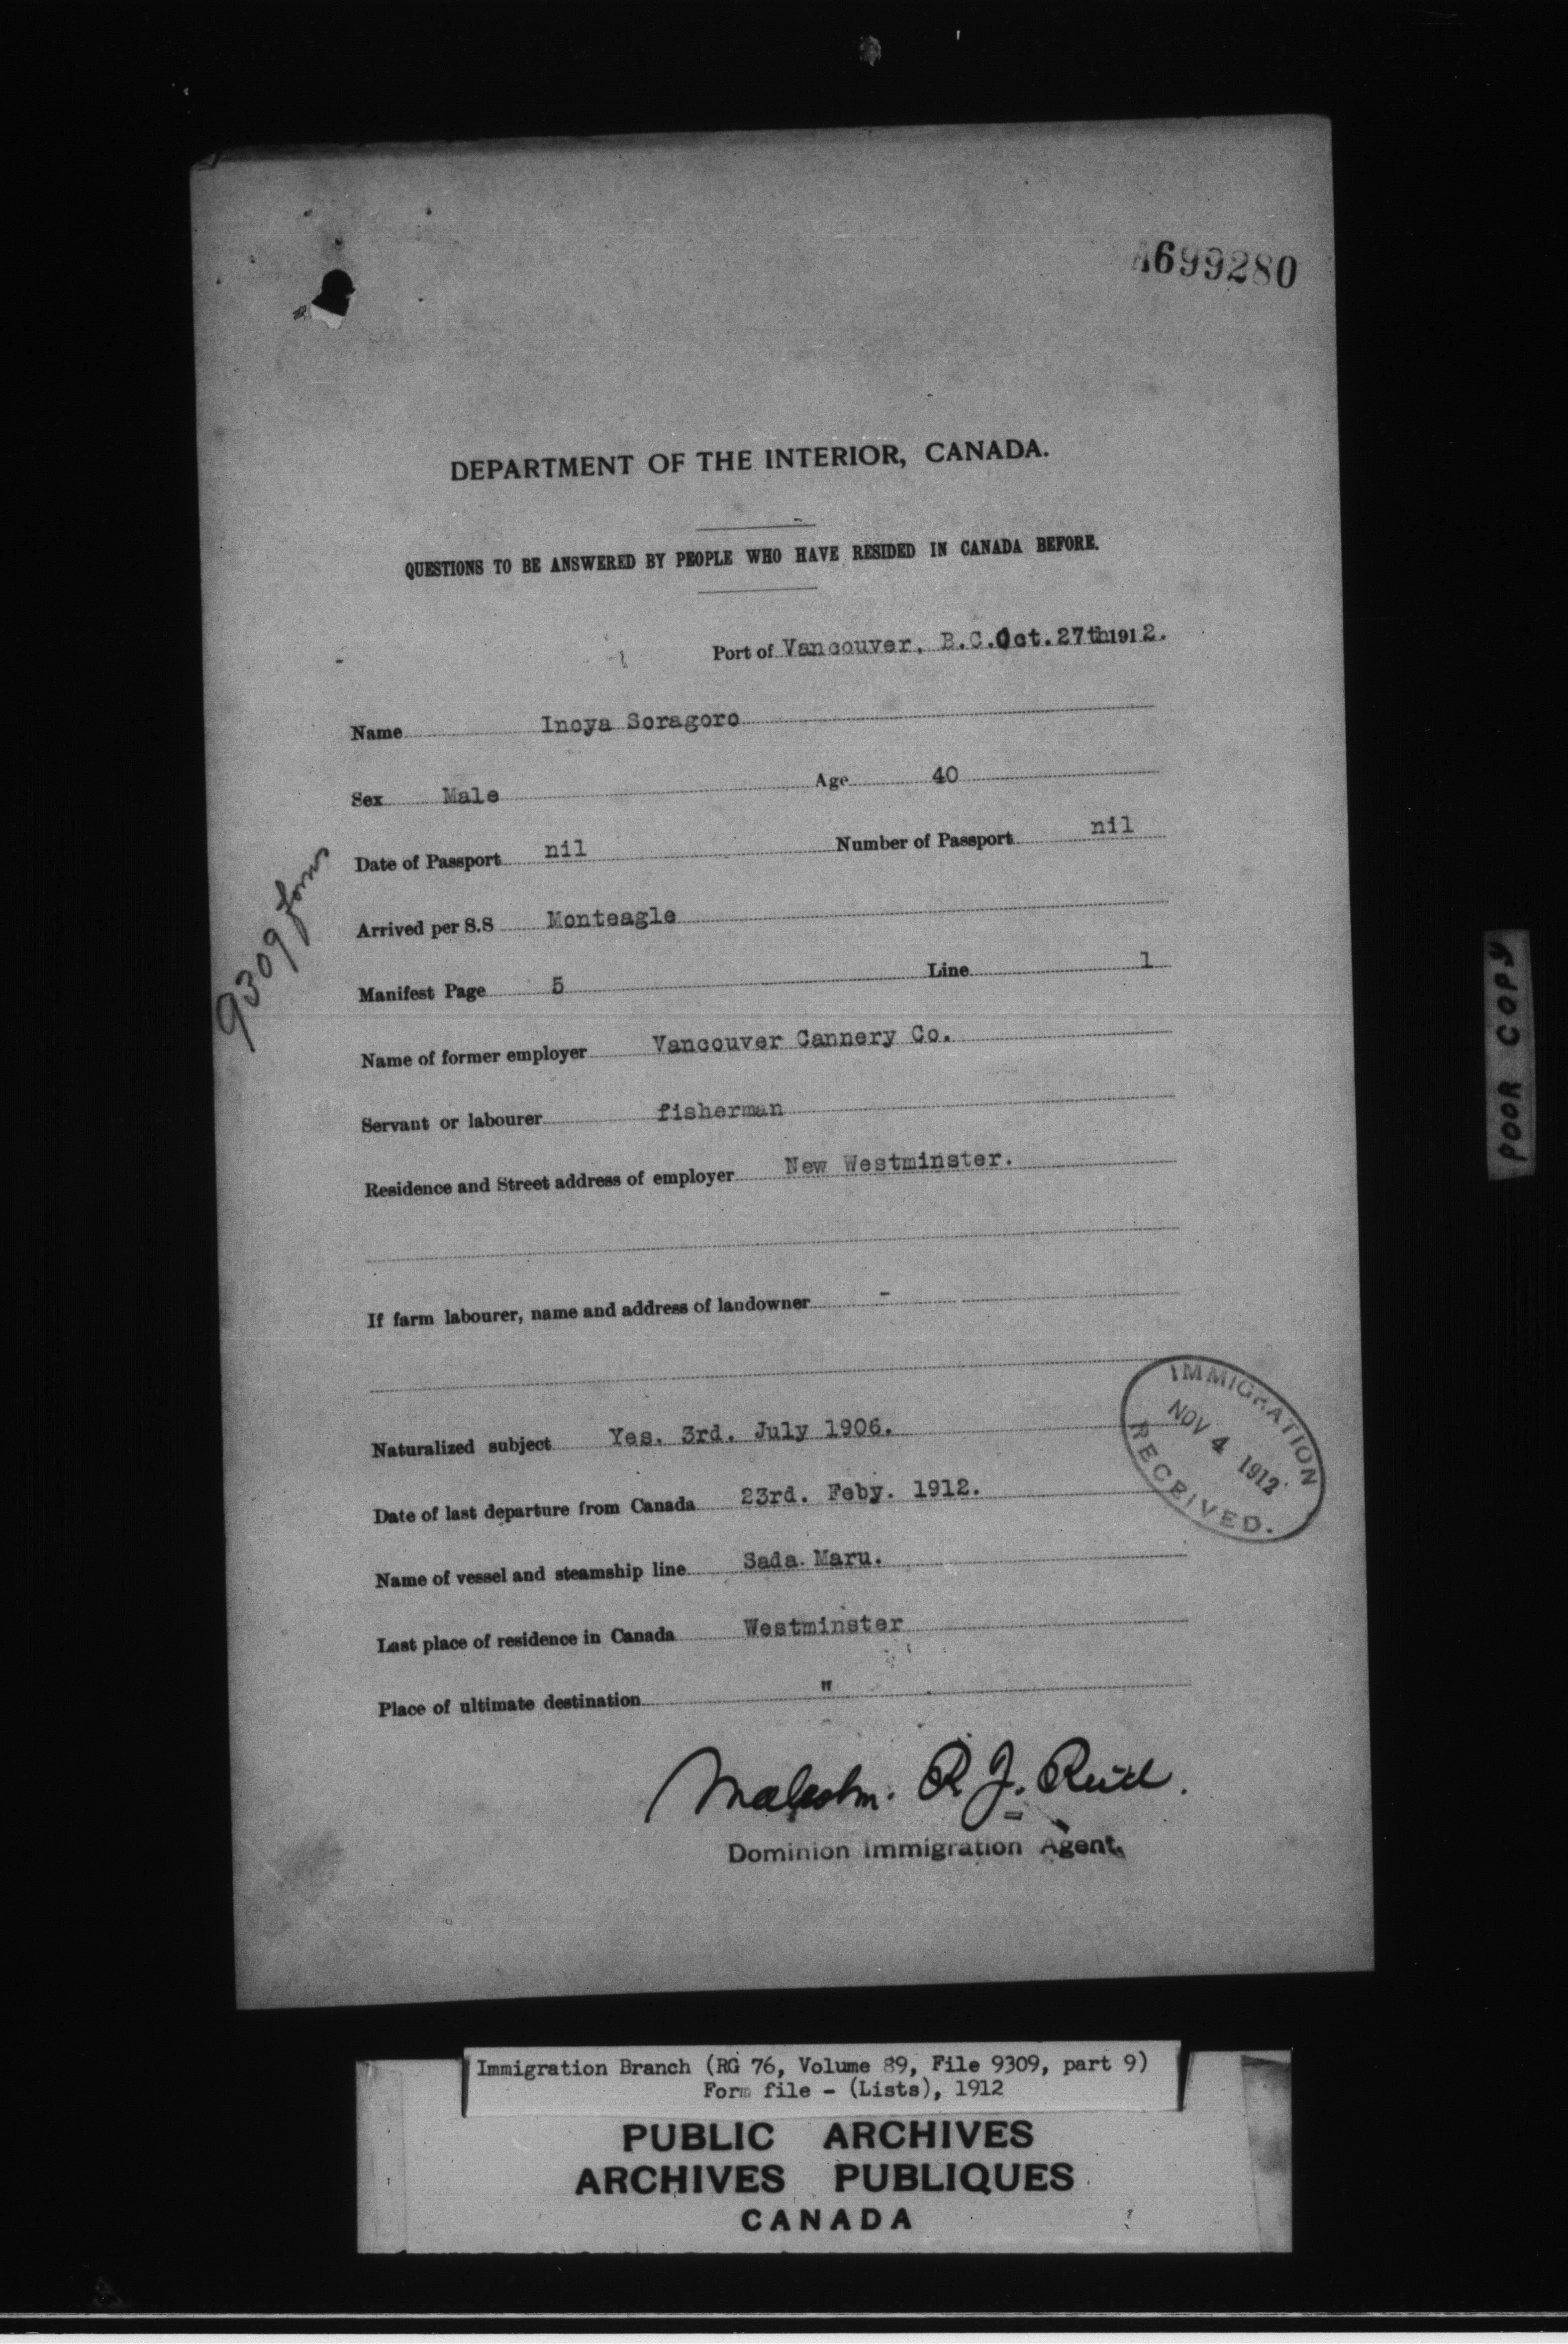 A699280
DEPARTMENT OF THE INTERIOR, CANADA.
QUESTIONS TO BE ANSWERED BY PEOPLE WHO HAVE RESIDED IN CANADA BEFORE.
Port of Vancouver, B.C. Oct. 27th 1912.
Name Inoya Soragoro
Sex Male Age 40
Date of Passport nil Number of Passport nil
Arrived per S.S Monteagle
Manifest Page 5 Line 1
9309 forms
Name of former employer Vancouver Cannery Co.
Servant or labourer fisherman
Residence and Street address of employer New Westminster.
If farm labourer, name and address of landowner -
IMMIGRATION
NOV 4 1912
RECEIVED.
Naturalized subject Yes. 3rd. July 1906.
Date of last departure from Canada 23rd. Feby. 1912.
Name of vessel and steamship line Sada Maru.
Last place of residence in Canada Westminster
Place of ultimate destination "
Malcolm. R. J. Reid.
Dominion Immigration Agent.
POOR COPY
Immigration Branch (RG 76, Volume 89, File 9309, part 9)
Form file - (Lists), 1912
PUBLIC ARCHIVES
ARCHIVES PUBLIQUES
CANADA